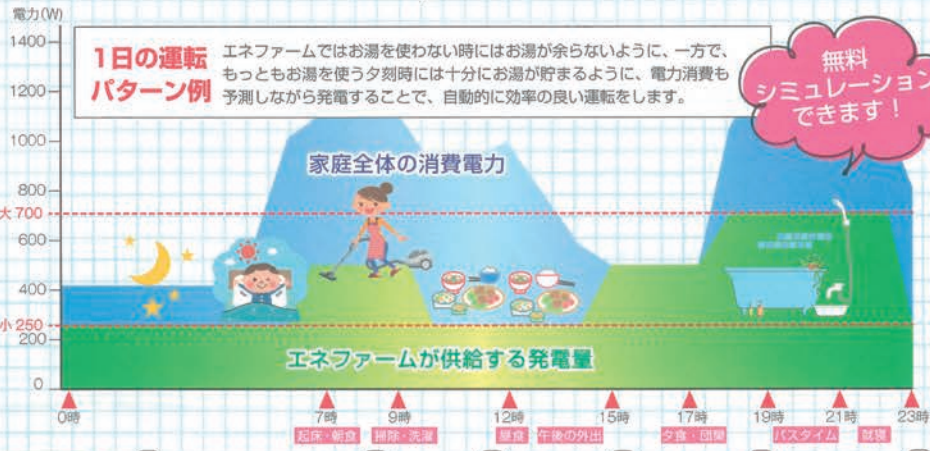 電力(W)
1400
1日の運転
パターン例
エネファームではお湯を使わない時にはお湯が余らないように、一方で、
もっともお湯を使う夕刻時には十分にお湯が貯まるように、電力消費も
予測しながら発電することで、自動的に効率の良い運転をします。
無料
シミュレーション
できます！
1200
1000
家庭全体の消費電力
800
大 700
600
400
小 250
200
エネファームが供給する発電量
0
0時 7時 9時 12時 15時 17時 19時 21時 23時
起床・朝食 掃除・洗濯 昼食 午後の外出 夕食・団欒 バスタイム 就寝